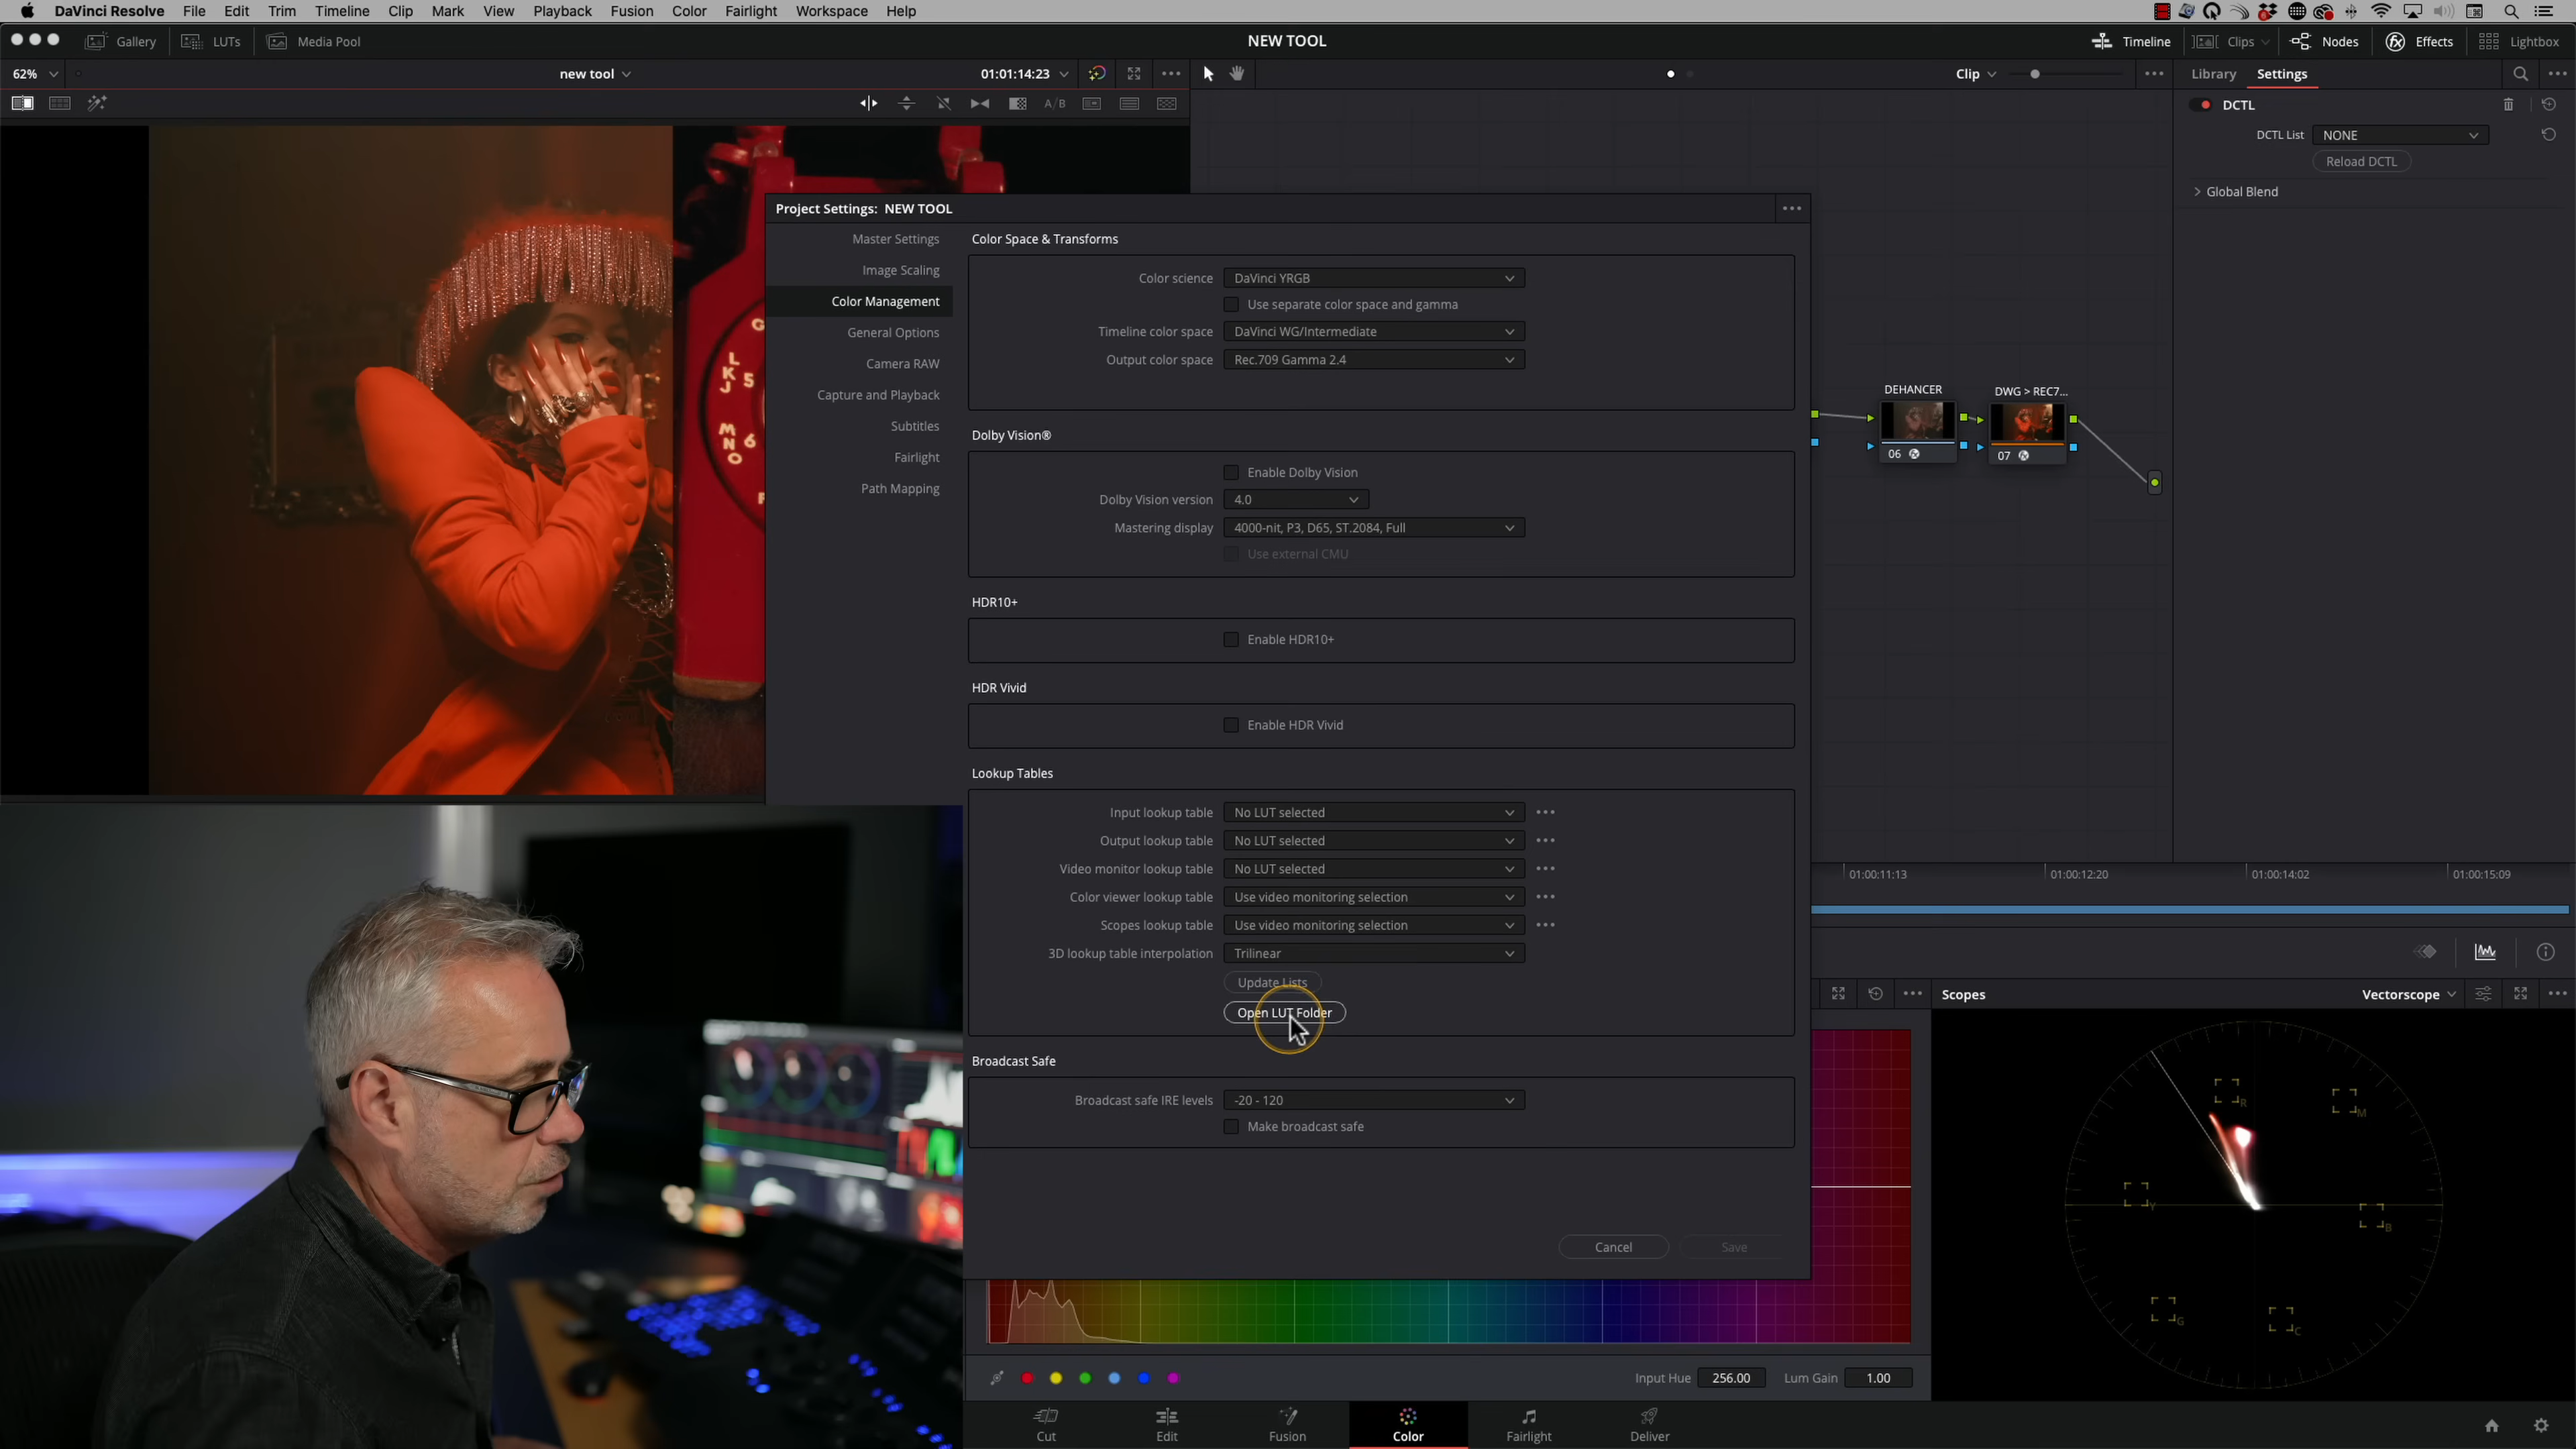 DaVinci Resolve File Edit Trim Timeline Clip Mark View Playback Fusion Color Fairlight Workspace Help
Gallery LUTs Media Pool NEW TOOL Timeline Clips Nodes Effects Lightbox
62% new tool 01:01:14:23 Clip Library Settings
A/B
DCTL
DCTL List NONE
Reload DCTL
Global Blend
Project Settings: NEW TOOL
Master Settings
Image Scaling
Color Management
General Options
Camera RAW
Capture and Playback
Subtitles
Fairlight
Path Mapping
Color Space & Transforms
Color science DaVinci YRGB
Use separate color space and gamma
Timeline color space DaVinci WG/Intermediate
Output color space Rec.709 Gamma 2.4
Dolby Vision®
Enable Dolby Vision
Dolby Vision version 4.0
Mastering display 4000-nit, P3, D65, ST.2084, Full
Use external CMU
HDR10+
Enable HDR10+
HDR Vivid
Enable HDR Vivid
Lookup Tables
Input lookup table No LUT selected
Output lookup table No LUT selected
Video monitor lookup table No LUT selected
Color viewer lookup table Use video monitoring selection
Scopes lookup table Use video monitoring selection
3D lookup table interpolation Trilinear
Update Lists
Open LUT Folder
Broadcast Safe
Broadcast safe IRE levels -20 - 120
Make broadcast safe
Cancel Save
L
K 5
J
M
N 6
O
DEHANCER DWG > REC7...
06 07
01:00:11:13 01:00:12:20 01:00:14:02 01:00:15:09
Scopes Vectorscope
R
M
Y
B
G
C
Input Hue 256.00 Lum Gain 1.00
Cut Edit Fusion Color Fairlight Deliver